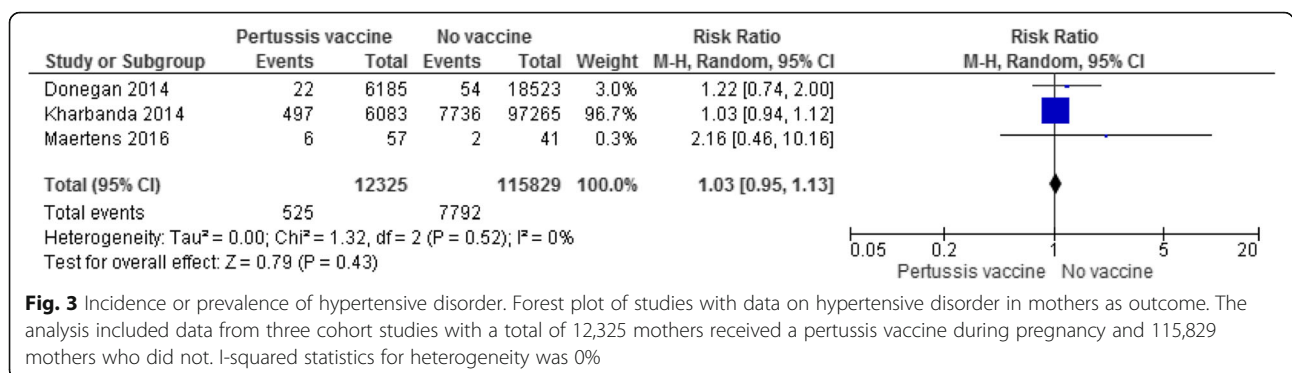 Pertussis vaccine No vaccine Risk Ratio Risk Ratio
Study or Subgroup Events Total Events Total Weight M-H, Random, 95% CI M-H, Random, 95% CI
Donegan 2014 22 6185 54 18523 3.0% 1.22 [0.74, 2.00]
Kharbanda 2014 497 6083 7736 97265 96.7% 1.03 [0.94, 1.12]
Maertens 2016 6 57 2 41 0.3% 2.16 [0.46, 10.16]
Total (95% CI) 12325 115829 100.0% 1.03 [0.95, 1.13]
Total events 525 7792
Heterogeneity: Tau² = 0.00; Chi² = 1.32, df = 2 (P = 0.52); I² = 0%
Test for overall effect: Z = 0.79 (P = 0.43)
0.05 0.2 1 5 20
Pertussis vaccine No vaccine
Fig. 3 Incidence or prevalence of hypertensive disorder. Forest plot of studies with data on hypertensive disorder in mothers as outcome. The
analysis included data from three cohort studies with a total of 12,325 mothers received a pertussis vaccine during pregnancy and 115,829
mothers who did not. I-squared statistics for heterogeneity was 0%